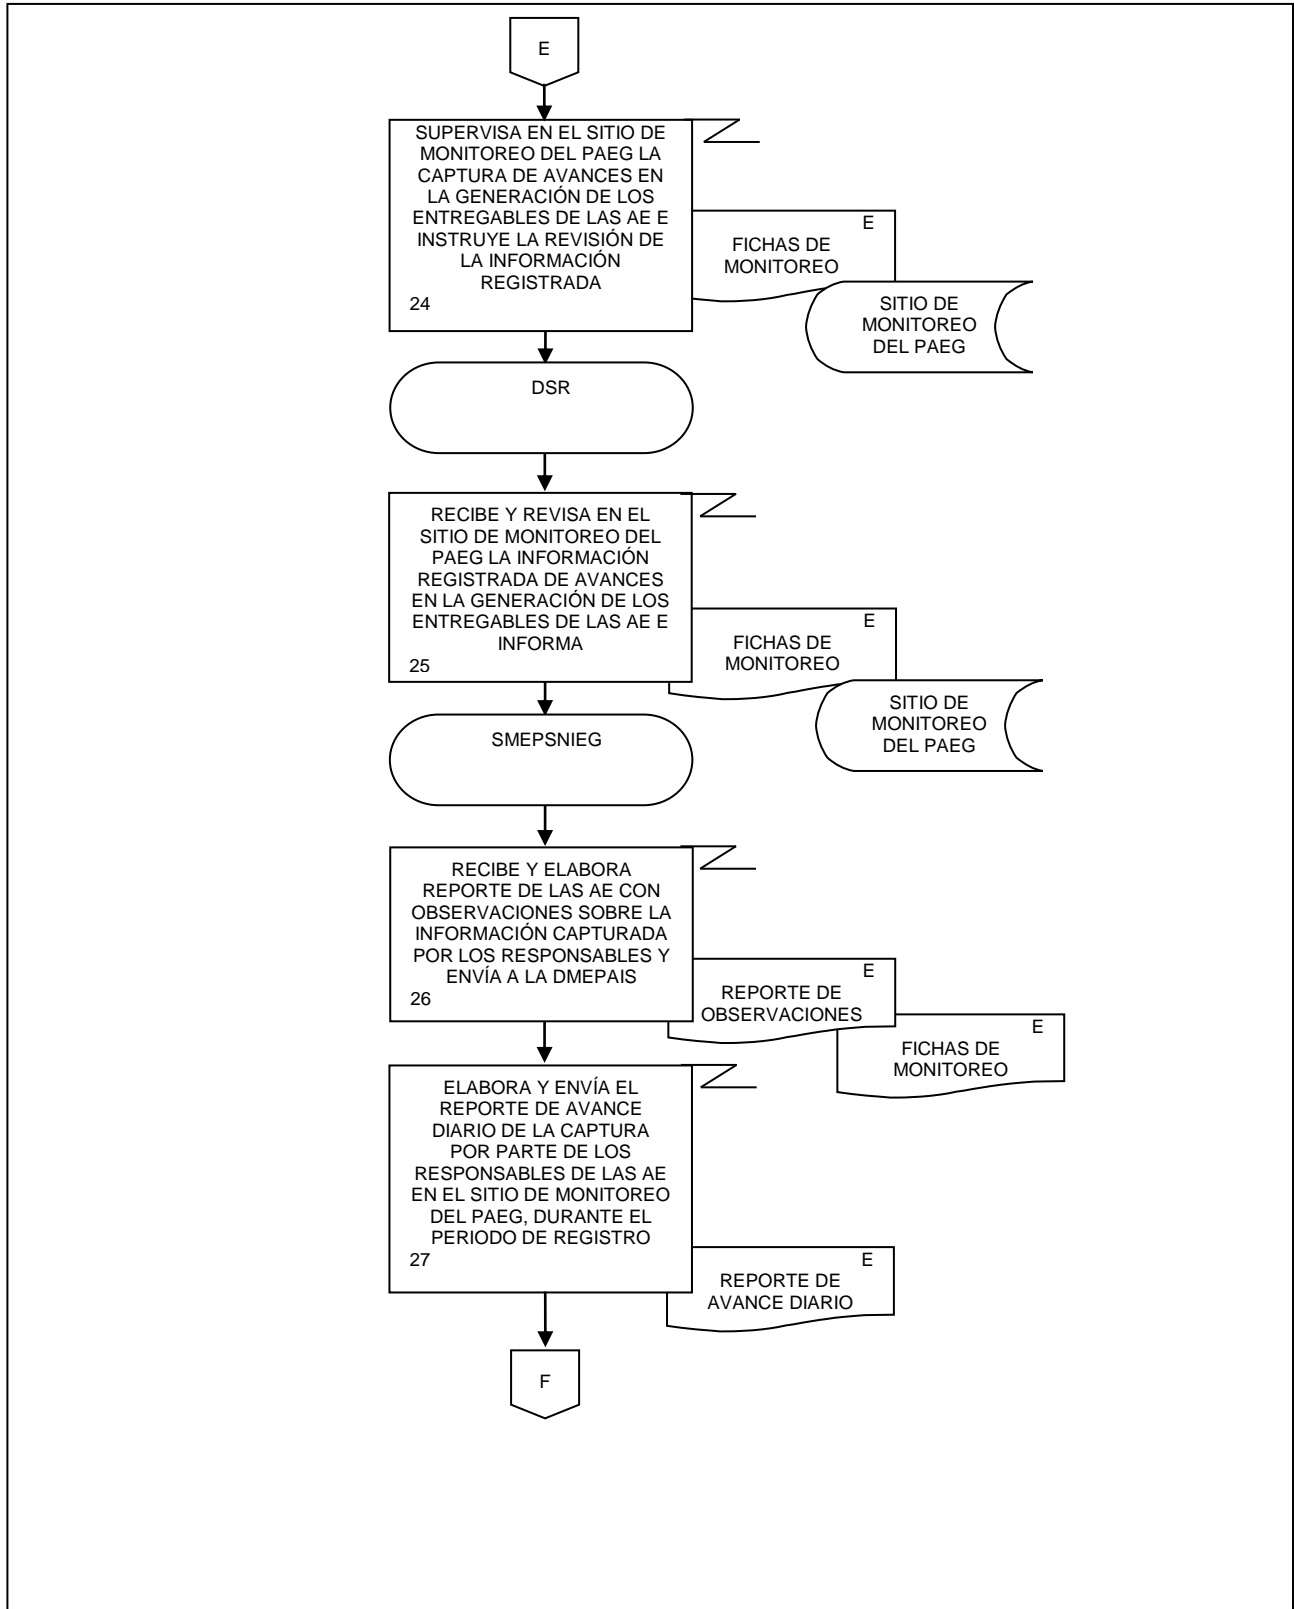 E
SUPERVISA EN EL SITIO DE
MONITOREO DEL PAEG LA
CAPTURA DE AVANCES EN
LA GENERACIÓN DE LOS
ENTREGABLES DE LAS AE E
INSTRUYE LA REVISIÓN DE
LA INFORMACIÓN
REGISTRADA
24
E
FICHAS DE
MONITOREO
SITIO DE
MONITOREO
DEL PAEG
DSR
RECIBE Y REVISA EN EL
SITIO DE MONITOREO DEL
PAEG LA INFORMACIÓN
REGISTRADA DE AVANCES
EN LA GENERACIÓN DE LOS
ENTREGABLES DE LAS AE E
INFORMA
25
E
FICHAS DE
MONITOREO
SITIO DE
MONITOREO
DEL PAEG
SMEPSNIEG
RECIBE Y ELABORA
REPORTE DE LAS AE CON
OBSERVACIONES SOBRE LA
INFORMACIÓN CAPTURADA
POR LOS RESPONSABLES Y
ENVÍA A LA DMEPAIS
26
E
REPORTE DE
OBSERVACIONES
E
FICHAS DE
MONITOREO
ELABORA Y ENVÍA EL
REPORTE DE AVANCE
DIARIO DE LA CAPTURA
POR PARTE DE LOS
RESPONSABLES DE LAS AE
EN EL SITIO DE MONITOREO
DEL PAEG, DURANTE EL
PERIODO DE REGISTRO
27
E
REPORTE DE
AVANCE DIARIO
F